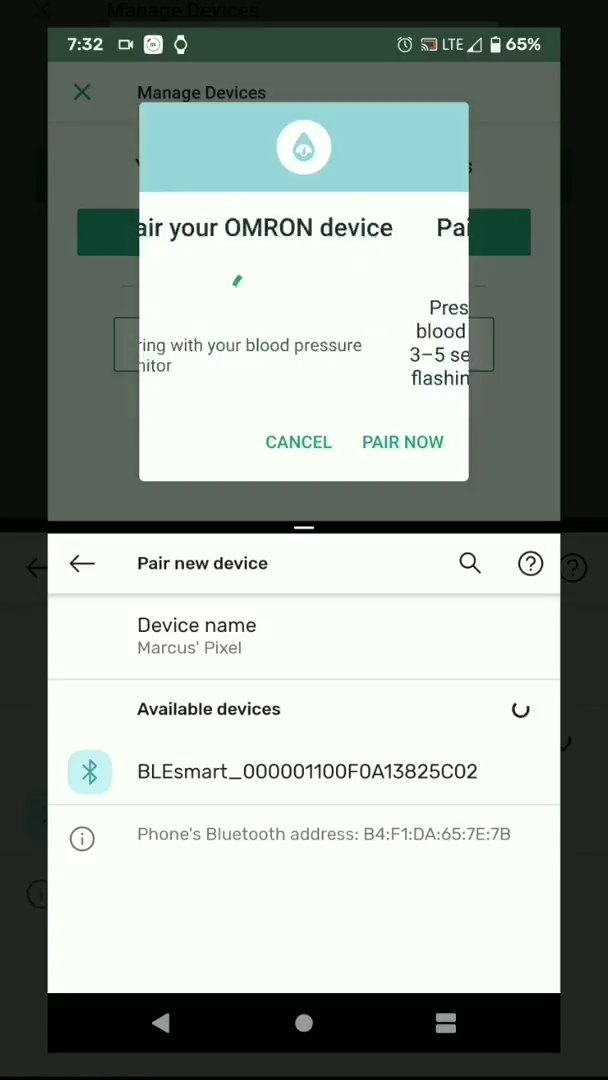 Manage Devices
7:32
LTE
65%
Manage Devices
air your OMRON device
Pai
ring with your blood pressure
nitor
Pres
blood
3–5 se
flashin
CANCEL
PAIR NOW
Pair new device
Device name
Marcus' Pixel
Available devices
BLEsmart_000001100F0A13825C02
Phone's Bluetooth address: B4:F1:DA:65:7E:7B